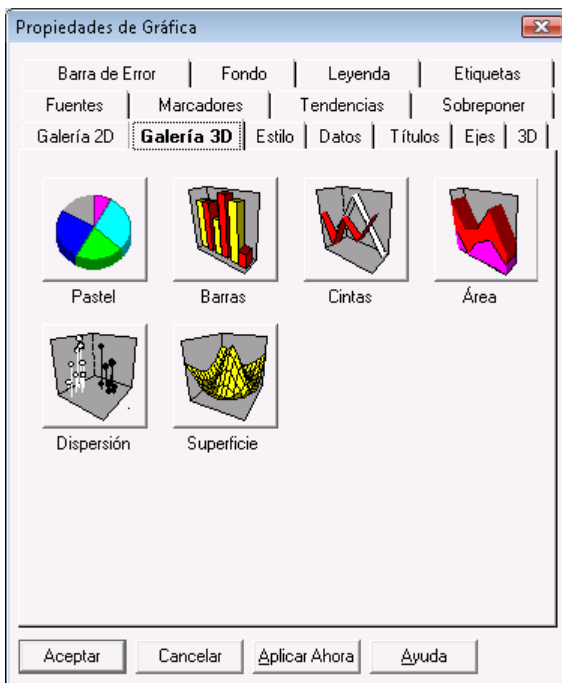 Propiedades de Gráfica
Barra de Error Fondo Leyenda Etiquetas
Fuentes Marcadores Tendencias Sobreponer
Galería 2D Galería 3D Estilo Datos Títulos Ejes 3D
Pastel Barras Cintas Área
Dispersión Superficie
Aceptar Cancelar Aplicar Ahora Ayuda